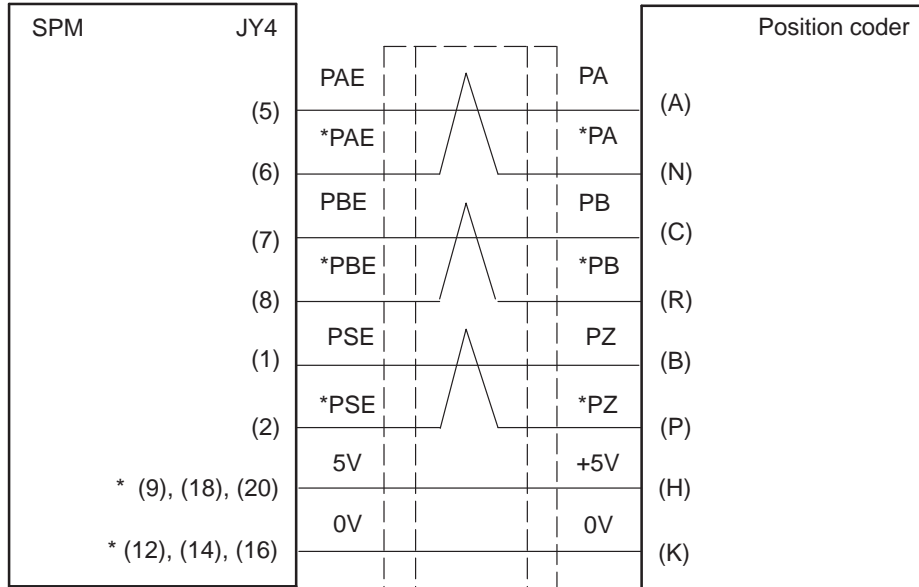 SPM JY4 Position coder
PAE PA
(5) (A)
*PAE *PA
(6) (N)
PBE PB
(7) (C)
*PBE *PB
(8) (R)
PSE PZ
(1) (B)
*PSE *PZ
(2) (P)
5V +5V
* (9), (18), (20) (H)
0V 0V
* (12), (14), (16) (K)